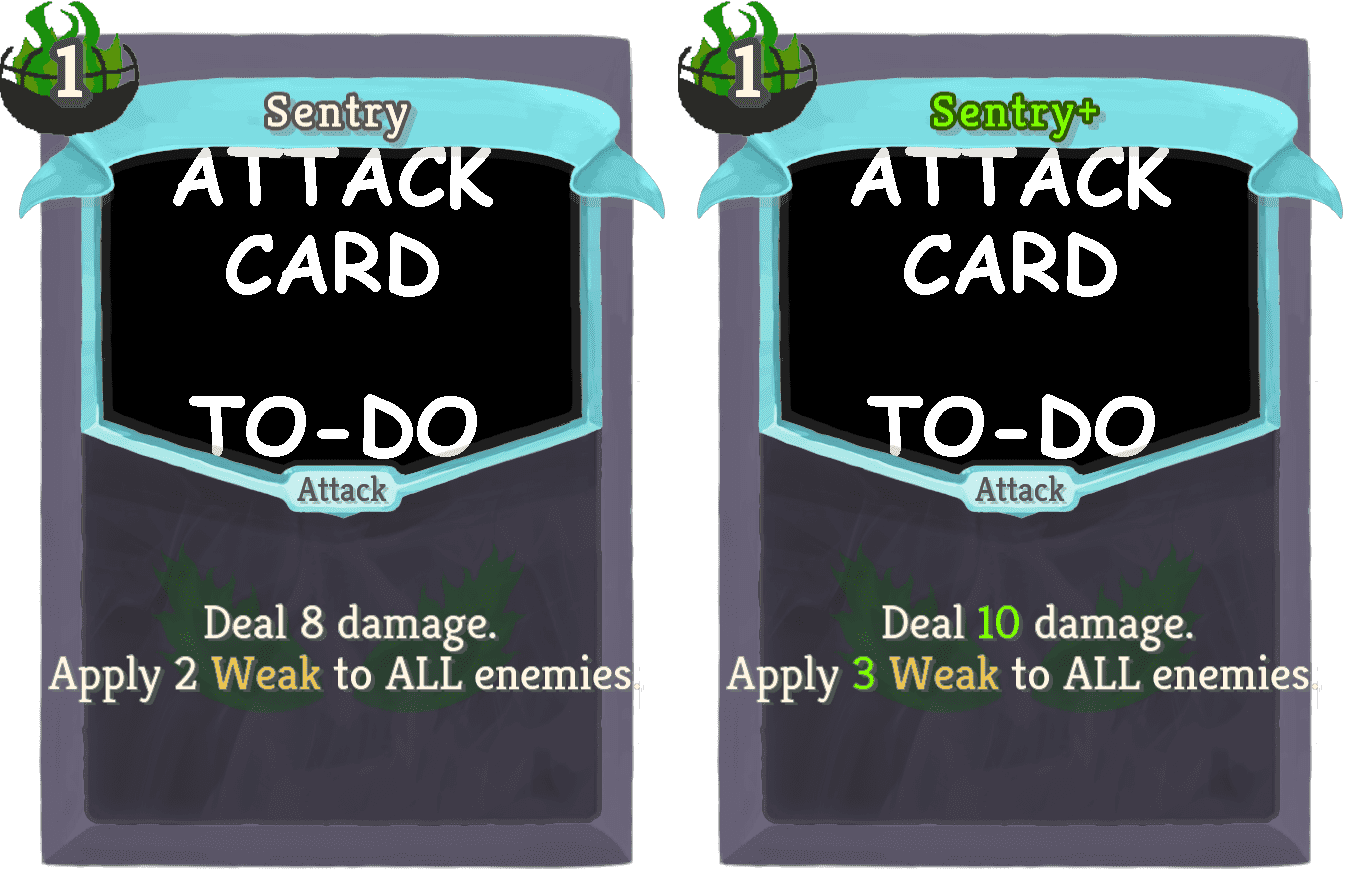 1
Sentry
ATTACK
CARD
TO-DO
Attack
Deal 8 damage.
Apply 2 Weak to ALL enemies.
1
Sentry+
ATTACK
CARD
TO-DO
Attack
Deal 10 damage.
Apply 3 Weak to ALL enemies.